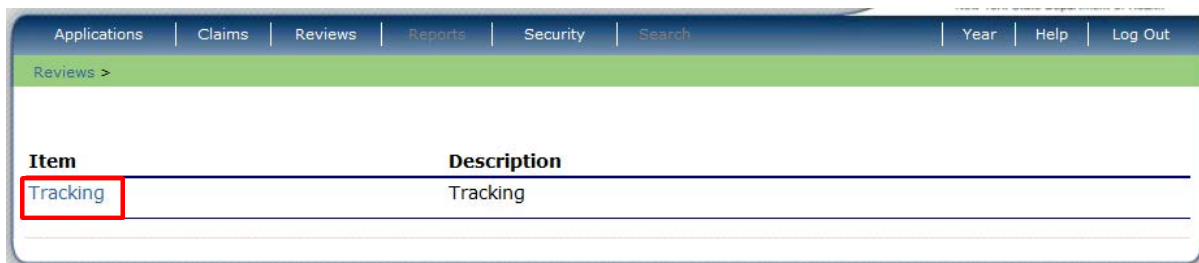 Applications Claims Reviews Reports Security Search Year Help Log Out
Reviews >
Item Description
Tracking Tracking